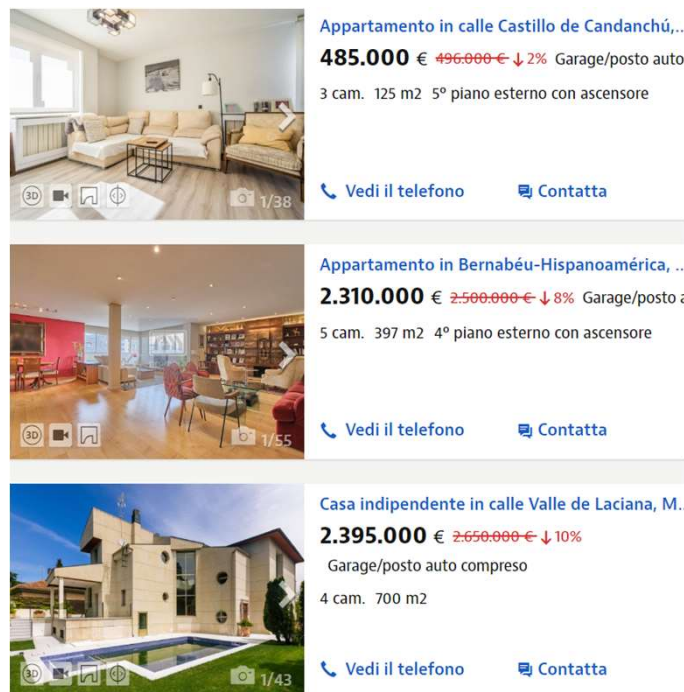 Appartamento in calle Castillo de Candanchú,..
485.000 € 496.000 € ↓ 2% Garage/posto auto
3 cam. 125 m2 5º piano esterno con ascensore
3D 1/38
Vedi il telefono Contatta
Appartamento in Bernabéu-Hispanoamérica, ..
2.310.000 € 2.500.000 € ↓ 8% Garage/posto
5 cam. 397 m2 4º piano esterno con ascensore
3D 1/55
Vedi il telefono Contatta
Casa indipendente in calle Valle de Laciana, M..
2.395.000 € 2.650.000 € ↓ 10%
Garage/posto auto compreso
4 cam. 700 m2
3D 1/43
Vedi il telefono Contatta